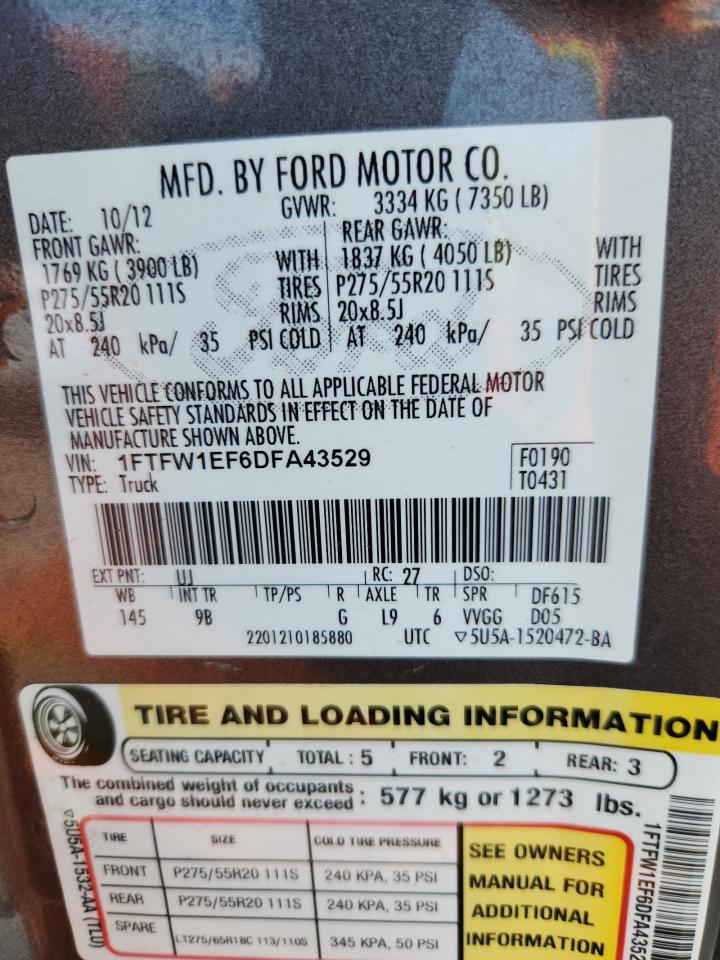 MFD. BY FORD MOTOR CO.
DATE: 10/12 GVWR: 3334 KG ( 7350 LB)
FRONT GAWR: REAR GAWR:
1769 KG ( 3900 LB) WITH 1837 KG ( 4050 LB) WITH
P275/55R20 111S TIRES P275/55R20 111S TIRES
20x8.5J RIMS 20x8.5J RIMS
AT 240 kPa/ 35 PSI COLD AT 240 kPa/ 35 PSI COLD
THIS VEHICLE CONFORMS TO ALL APPLICABLE FEDERAL MOTOR
VEHICLE SAFETY STANDARDS IN EFFECT ON THE DATE OF
MANUFACTURE SHOWN ABOVE.
VIN: 1FTFW1EF6DFA43529 F0190
TYPE: Truck T0431
EXT PNT: UJ RC: 27 DSO:
WB INT TR TP/PS R AXLE TR SPR DF615
145 9B G L9 6 VVGG D05
2201210185880 UTC ▽5U5A-1520472-BA
TIRE AND LOADING INFORMATION
SEATING CAPACITY TOTAL : 5 FRONT: 2 REAR: 3
The combined weight of occupants
and cargo should never exceed : 577 kg or 1273 lbs.
TIRE SIZE COLD TIRE PRESSURE
FRONT P275/55R20 111S 240 KPA, 35 PSI
REAR P275/55R20 111S 240 KPA, 35 PSI
SPARE LT275/65R18C 113/110S 345 KPA, 50 PSI
SEE OWNERS
MANUAL FOR
ADDITIONAL
INFORMATION
▽5U5A-1532-AA (TLD)
1FTFW1EF6DFA4352